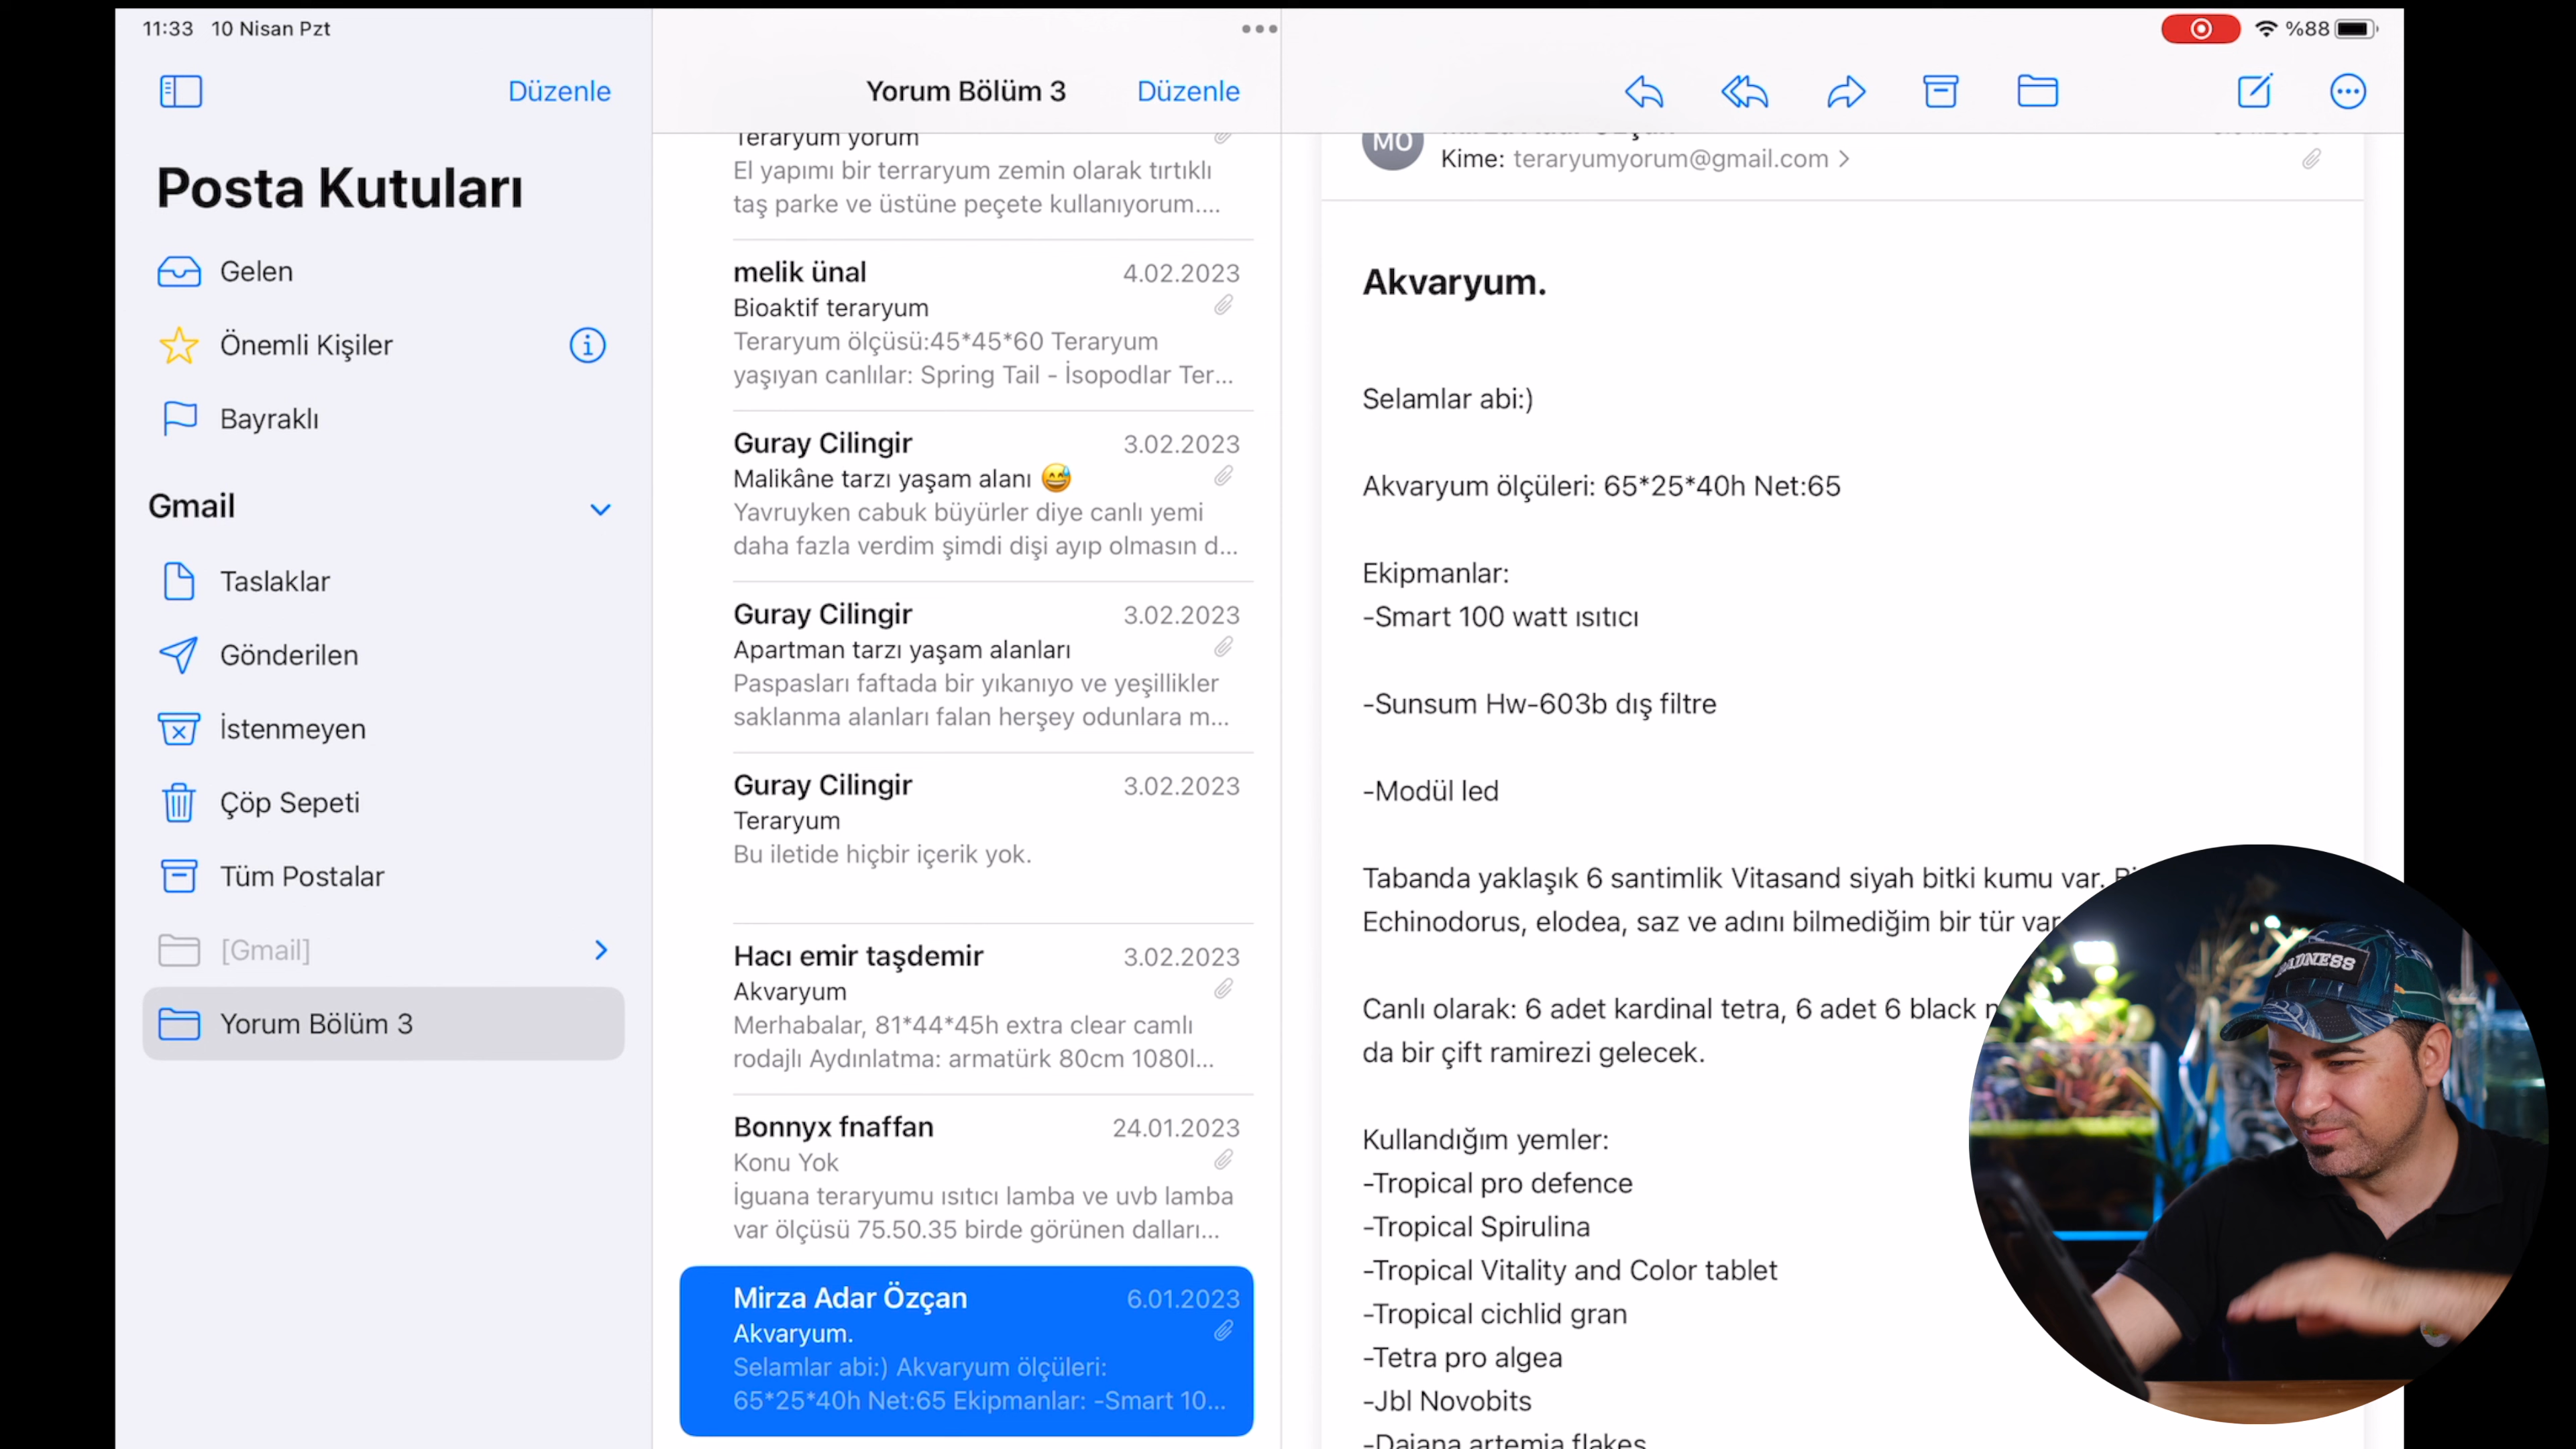 11:33 10 Nisan Pzt
%88
Düzenle
Posta Kutuları
Gelen
Önemli Kişiler
Bayraklı
Gmail
Taslaklar
Gönderilen
İstenmeyen
Çöp Sepeti
Tüm Postalar
[Gmail]
Yorum Bölüm 3
Yorum Bölüm 3
Düzenle
Teraryum yorum
El yapımı bir terraryum zemin olarak tırtıklı
taş parke ve üstüne peçete kullanıyorum....
melik ünal 4.02.2023
Bioaktif teraryum
Teraryum ölçüsü:45*45*60 Teraryum
yaşıyan canlılar: Spring Tail - İsopodlar Ter...
Guray Cilingir 3.02.2023
Malikâne tarzı yaşam alanı 😅
Yavruyken cabuk büyürler diye canlı yemi
daha fazla verdim şimdi dişi ayıp olmasın d...
Guray Cilingir 3.02.2023
Apartman tarzı yaşam alanları
Paspasları faftada bir yıkanıyo ve yeşillikler
saklanma alanları falan herşey odunlara m...
Guray Cilingir 3.02.2023
Teraryum
Bu iletide hiçbir içerik yok.
Hacı emir taşdemir 3.02.2023
Akvaryum
Merhabalar, 81*44*45h extra clear camlı
rodajlı Aydınlatma: armatürk 80cm 1080l...
Bonnyx fnaffan 24.01.2023
Konu Yok
İguana teraryumu ısıtıcı lamba ve uvb lamba
var ölçüsü 75.50.35 birde görünen dalları...
Mirza Adar Özçan 6.01.2023
Akvaryum.
Selamlar abi:) Akvaryum ölçüleri:
65*25*40h Net:65 Ekipmanlar: -Smart 10...
MO
Kime: teraryumyorum@gmail.com
Akvaryum.
Selamlar abi:)
Akvaryum ölçüleri: 65*25*40h Net:65
Ekipmanlar:
-Smart 100 watt ısıtıcı
-Sunsum Hw-603b dış filtre
-Modül led
Tabanda yaklaşık 6 santimlik Vitasand siyah bitki kumu var.
Echinodorus, elodea, saz ve adını bilmediğim bir tür var
Canlı olarak: 6 adet kardinal tetra, 6 adet 6 black
da bir çift ramirezi gelecek.
Kullandığım yemler:
-Tropical pro defence
-Tropical Spirulina
-Tropical Vitality and Color tablet
-Tropical cichlid gran
-Tetra pro algea
-Jbl Novobits
-Dajana artemia flakes